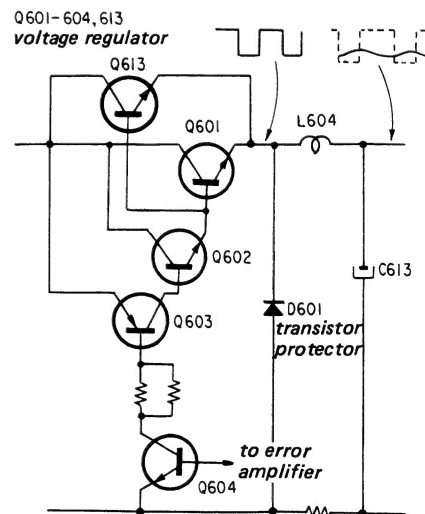 Q601-604,613
voltage regulator
Q613
Q601
L604
Q602
C613
Q603
D601
transistor
protector
to error
amplifier
Q604